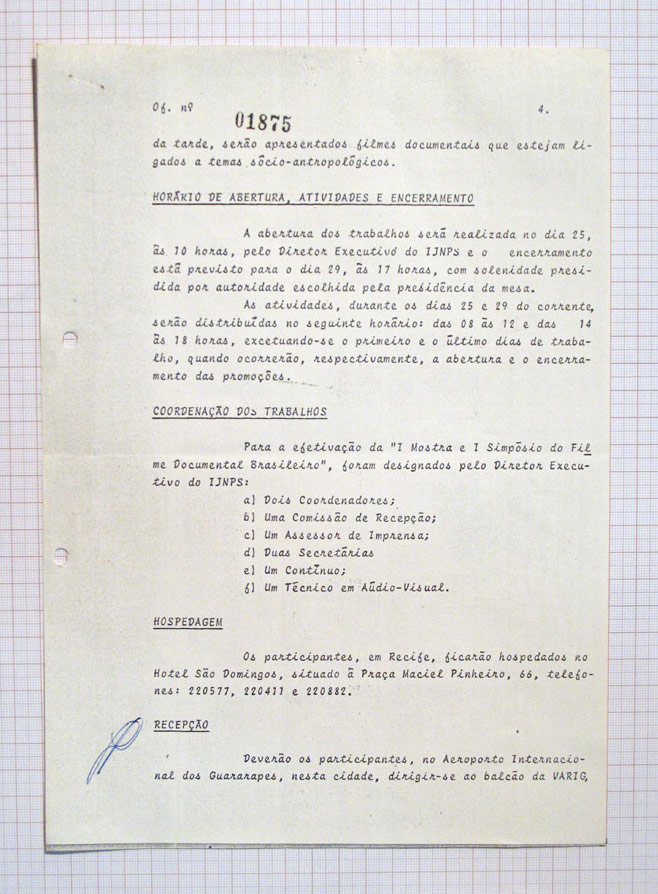 Of. nº 01875 4.
da tarde, serão apresentados filmes documentais que estejam li-
gados a temas sócio-antropológicos.
HORÁRIO DE ABERTURA, ATIVIDADES E ENCERRAMENTO
A abertura dos trabalhos será realizada no dia 25,
às 10 horas, pelo Diretor Executivo do IJNPS e o encerramento
está previsto para o dia 29, às 17 horas, com solenidade presi-
dida por autoridade escolhida pela presidência da mesa.
As atividades, durante os dias 25 e 29 do corrente,
serão distribuídas no seguinte horário: das 08 às 12 e das 14
às 18 horas, excetuando-se o primeiro e o último dias de traba-
lho, quando ocorrerão, respectivamente, a abertura e o encerra-
mento das promoções.
COORDENAÇÃO DOS TRABALHOS
Para a efetivação da "I Mostra e I Simpósio do Fil
me Documental Brasileiro", foram designados pelo Diretor Execu-
tivo do IJNPS:
a) Dois Coordenadores;
b) Uma Comissão de Recepção;
c) Um Assessor de Imprensa;
d) Duas Secretárias
e) Um Contínuo;
f) Um Técnico em Aúdio-Visual.
HOSPEDAGEM
Os participantes, em Recife, ficarão hospedados no
Hotel São Domingos, situado à Praça Maciel Pinheiro, 66, telefo-
nes: 220577, 220411 e 220882.
RECEPÇÃO
Deverão os participantes, no Aeroporto Internacio-
nal dos Guararapes, nesta cidade, dirigir-se ao balcão da VARIG,